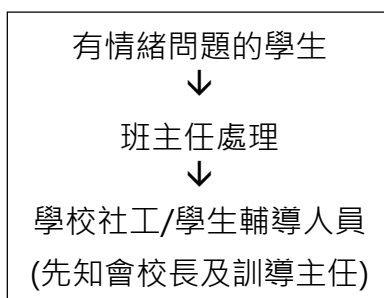 有情緒問題的學生
↓
班主任處理
↓
學校社工/學生輔導人員
(先知會校長及訓導主任)